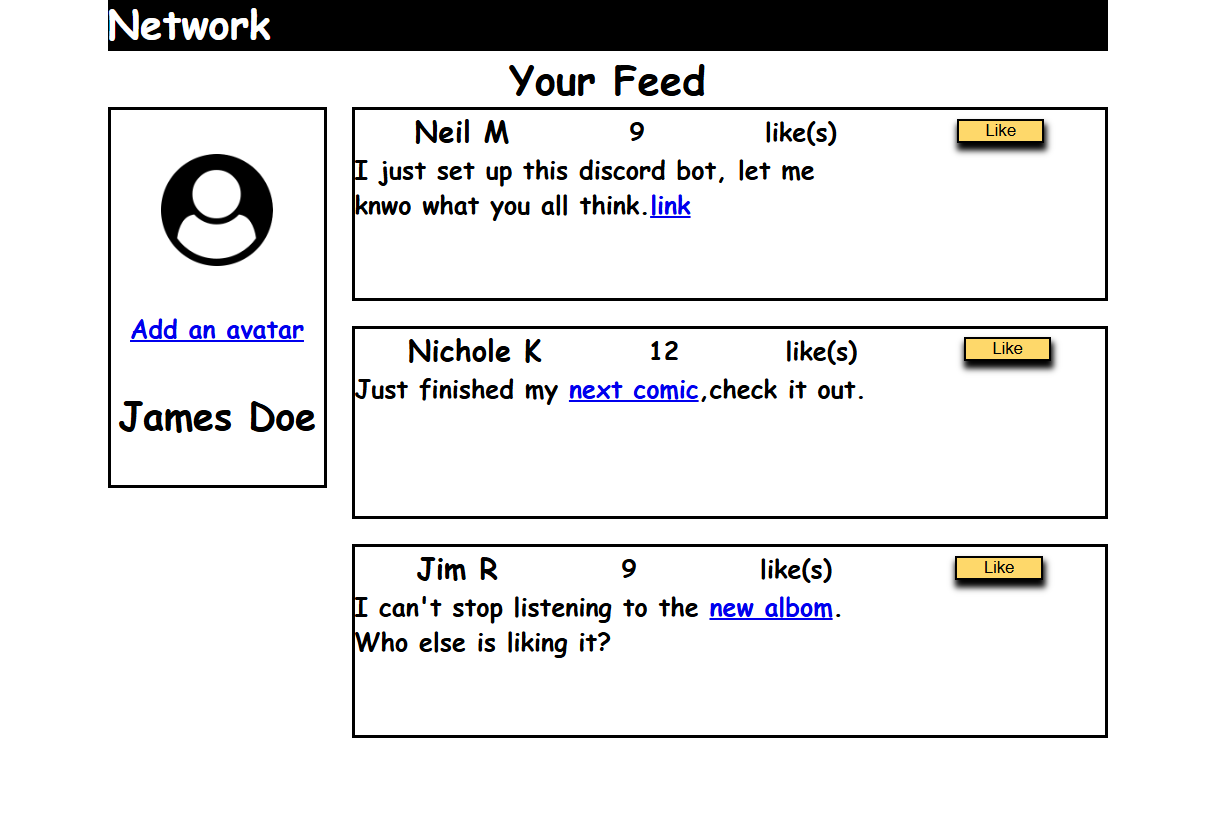 Network
Your Feed
Add an avatar
James Doe
Neil M 9 like(s) Like
I just set up this discord bot, let me
knwo what you all think.link
Nichole K 12 like(s) Like
Just finished my next comic,check it out.
Jim R 9 like(s) Like
I can't stop listening to the new albom.
Who else is liking it?